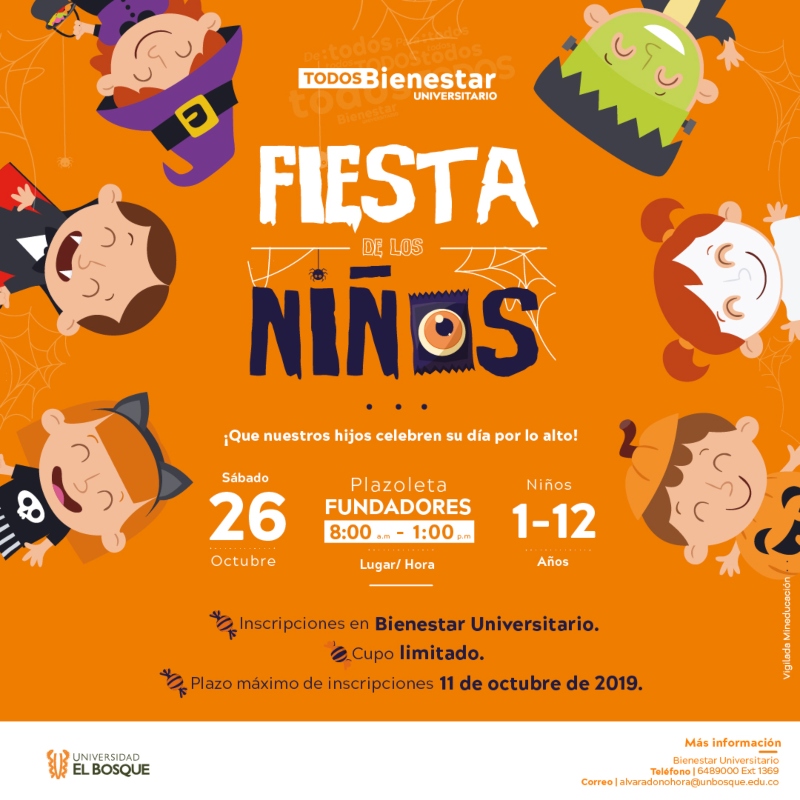 TODOS Bienestar
UNIVERSITARIO
FIESTA
DE LOS
NIÑOS
¡Que nuestros hijos celebren su día por lo alto!
Sábado
26
Octubre
Plazoleta
FUNDADORES
8:00 a.m - 1:00 p.m
Lugar/ Hora
Niños
1-12
Años
Inscripciones en Bienestar Universitario.
Cupo limitado.
Plazo máximo de inscripciones 11 de octubre de 2019.
Vigilada Mineducación
UNIVERSIDAD
EL BOSQUE
Más información
Bienestar Universitario
Teléfono | 6489000 Ext 1369
Correo | alvaradonohora@unbosque.edu.co